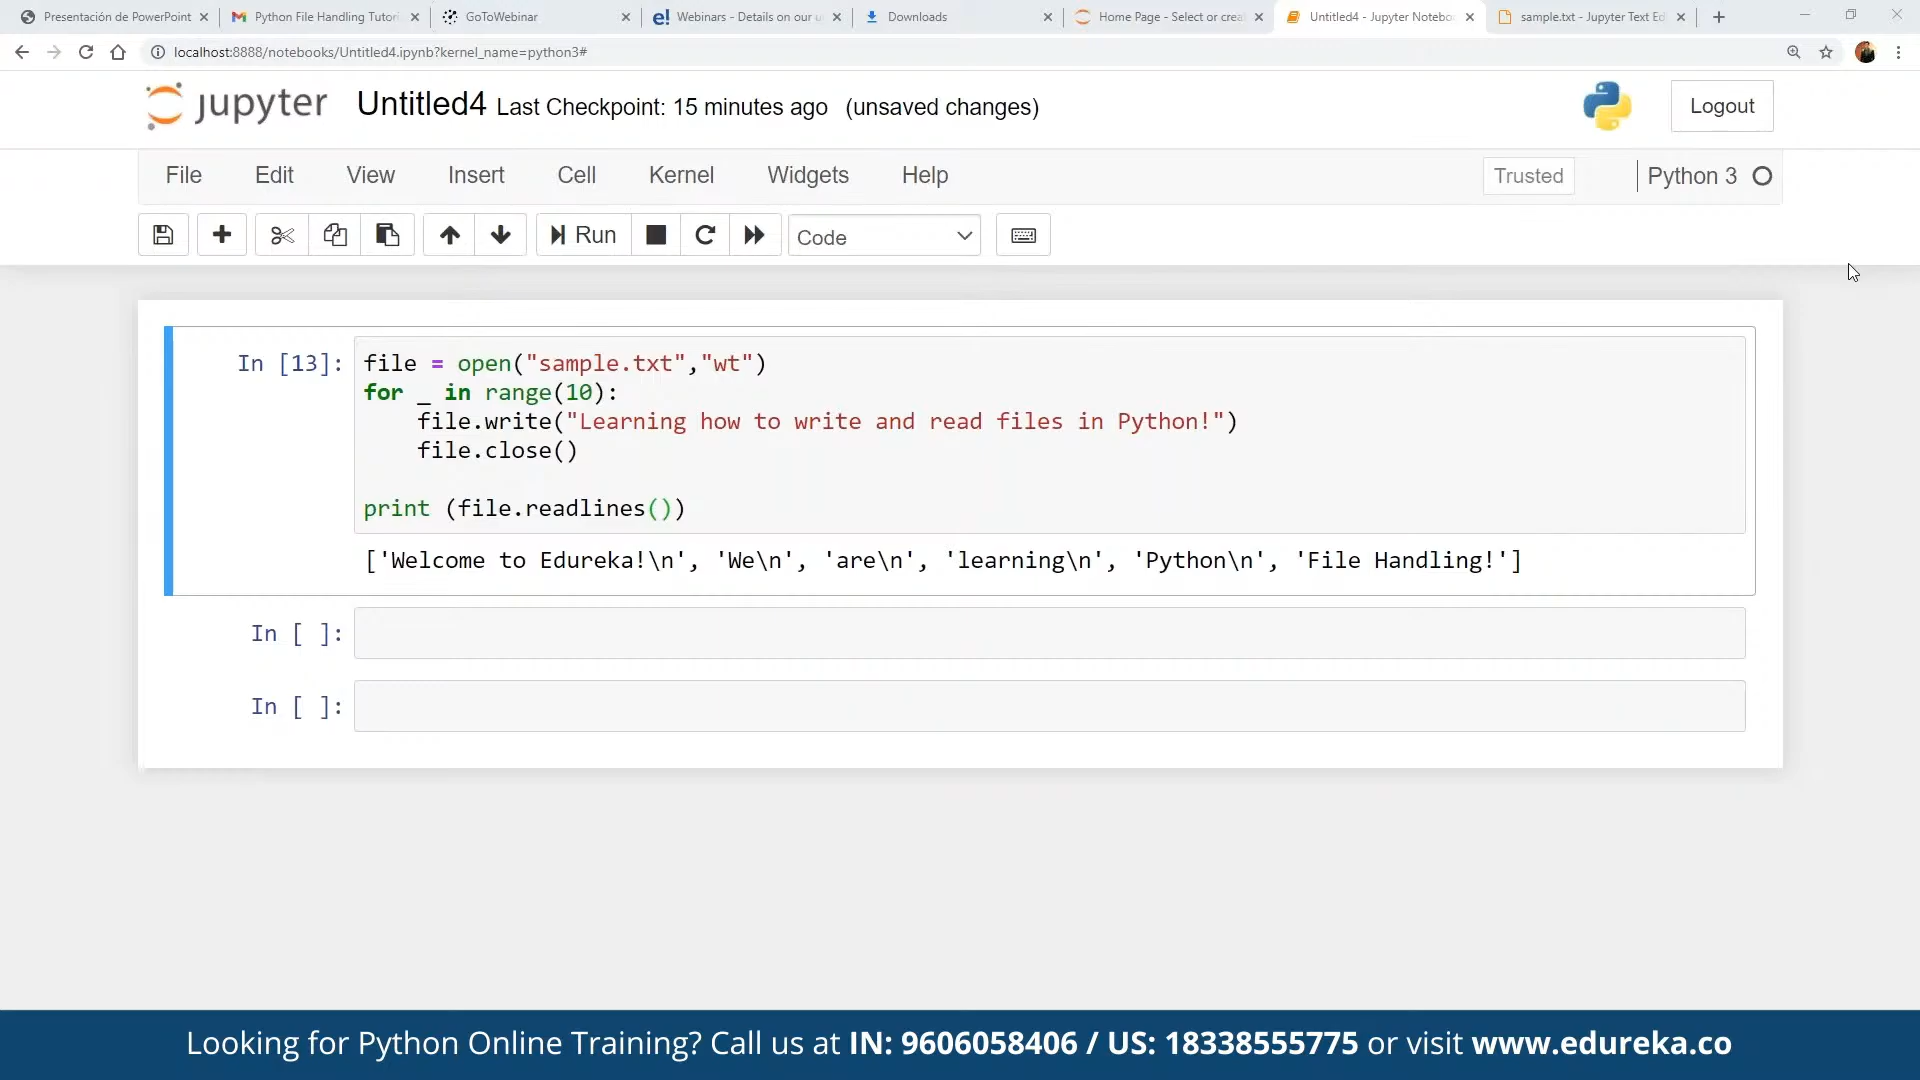 Presentación de PowerPoint
Python File Handling Tutori
GoToWebinar
e! Webinars - Details on our u
Downloads
Home Page - Select or crea
Untitled4 - Jupyter Notebo
sample.txt - Jupyter Text Ed
localhost:8888/notebooks/Untitled4.ipynb?kernel_name=python3#
jupyter Untitled4 Last Checkpoint: 15 minutes ago (unsaved changes) Logout
File Edit View Insert Cell Kernel Widgets Help Trusted Python 3
Run Code
In [13]: file = open("sample.txt","wt")
for _ in range(10):
    file.write("Learning how to write and read files in Python!")
    file.close()
print (file.readlines())
['Welcome to Edureka!\n', 'We\n', 'are\n', 'learning\n', 'Python\n', 'File Handling!']
In [ ]:
In [ ]:
Looking for Python Online Training? Call us at IN: 9606058406 / US: 18338555775 or visit www.edureka.co